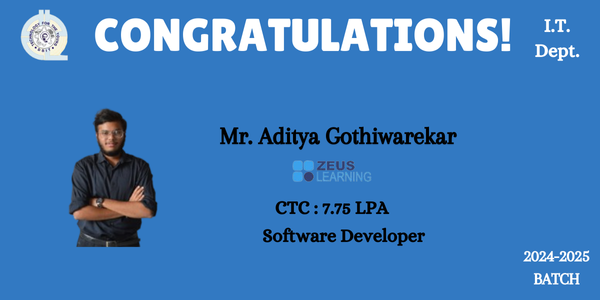 CONGRATULATIONS!
I.T.
Dept.
Mr. Aditya Gothiwarekar
ZEUS
LEARNING
CTC : 7.75 LPA
Software Developer
2024-2025
BATCH